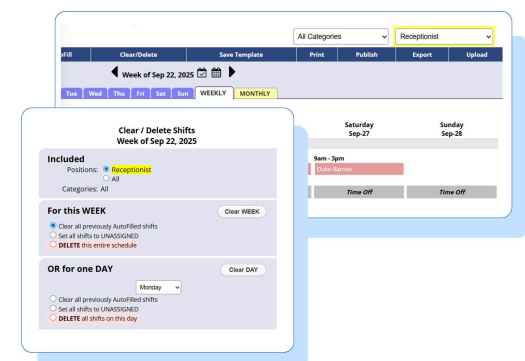 All Categories Receptionist
Fill Clear/Delete Save Template Print Publish Export Upload
Week of Sep 22, 2025
Tue Wed Thu Fri Sat Sun WEEKLY MONTHLY
Saturday Sunday
Sep-27 Sep-28
9am - 3pm
Duke Barnes
Time Off Time Off
Clear / Delete Shifts
Week of Sep 22, 2025
Included
Positions: Receptionist
All
Categories: All
For this WEEK Clear WEEK
Clear all previously AutoFilled shifts
Set all shifts to UNASSIGNED
DELETE this entire schedule
OR for one DAY Clear DAY
Monday
Clear all previously AutoFilled shifts
Set all shifts to UNASSIGNED
DELETE all shifts on this day